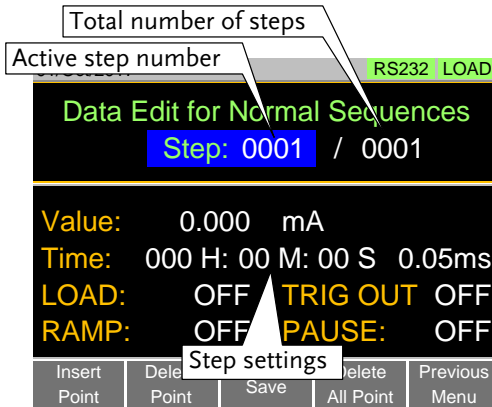 Total number of steps
Active step number
RS232 LOAD
Data Edit for Normal Sequences
Step: 0001 / 0001
Value: 0.000 mA
Time: 000 H: 00 M: 00 S 0.05ms
LOAD: OFF TRIG OUT OFF
RAMP: OFF PAUSE: OFF
Step settings
Insert Point
Point
Save
All Point
Previous Menu